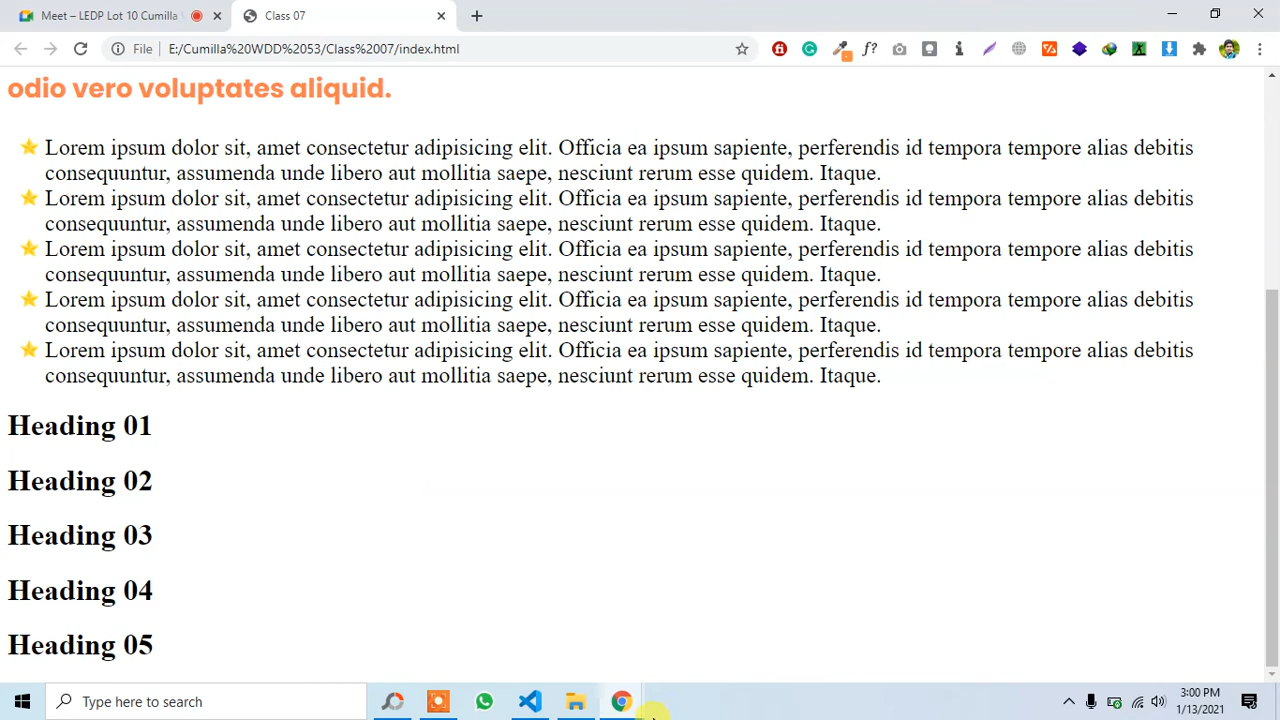 Meet – LEDP Lot 10 Cumilla
Class 07
File
E:/Cumilla%20WDD%2053/Class%2007/index.html
f?
odio vero voluptates aliquid.
Lorem ipsum dolor sit, amet consectetur adipisicing elit. Officia ea ipsum sapiente, perferendis id tempora tempore alias debitis
consequuntur, assumenda unde libero aut mollitia saepe, nesciunt rerum esse quidem. Itaque.
Lorem ipsum dolor sit, amet consectetur adipisicing elit. Officia ea ipsum sapiente, perferendis id tempora tempore alias debitis
consequuntur, assumenda unde libero aut mollitia saepe, nesciunt rerum esse quidem. Itaque.
Lorem ipsum dolor sit, amet consectetur adipisicing elit. Officia ea ipsum sapiente, perferendis id tempora tempore alias debitis
consequuntur, assumenda unde libero aut mollitia saepe, nesciunt rerum esse quidem. Itaque.
Lorem ipsum dolor sit, amet consectetur adipisicing elit. Officia ea ipsum sapiente, perferendis id tempora tempore alias debitis
consequuntur, assumenda unde libero aut mollitia saepe, nesciunt rerum esse quidem. Itaque.
Lorem ipsum dolor sit, amet consectetur adipisicing elit. Officia ea ipsum sapiente, perferendis id tempora tempore alias debitis
consequuntur, assumenda unde libero aut mollitia saepe, nesciunt rerum esse quidem. Itaque.
Heading 01
Heading 02
Heading 03
Heading 04
Heading 05
Type here to search
3:00 PM
1/13/2021